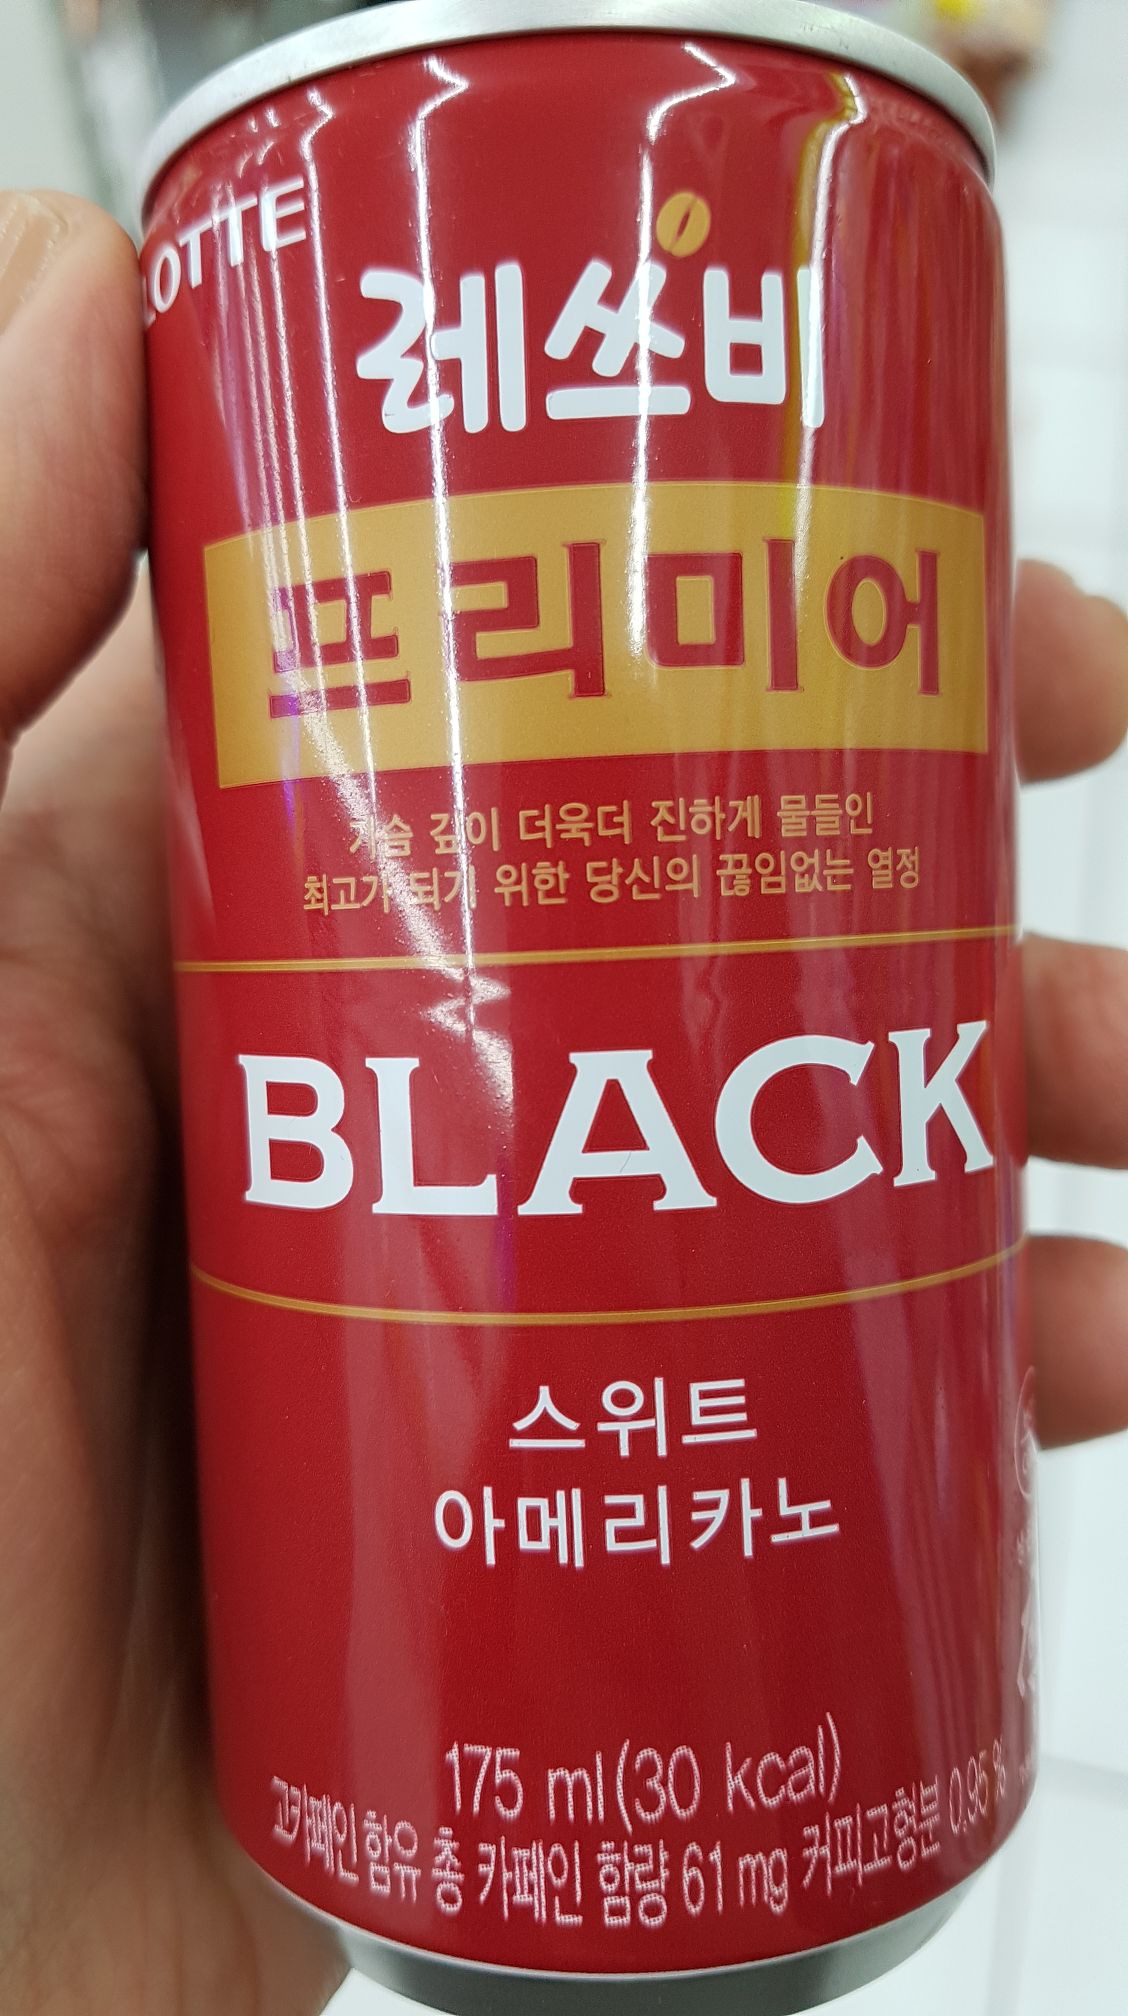 LOTTE
레쓰비
프리미어
가슴 깊이 더욱더 진하게 물들인
최고가 되기 위한 당신의 끊임없는 열정
BLACK
스위트
아메리카노
175 ml(30 kcal)
고카페인 함유 총 카페인 함량 61 mg 커피고형분 0.95 %